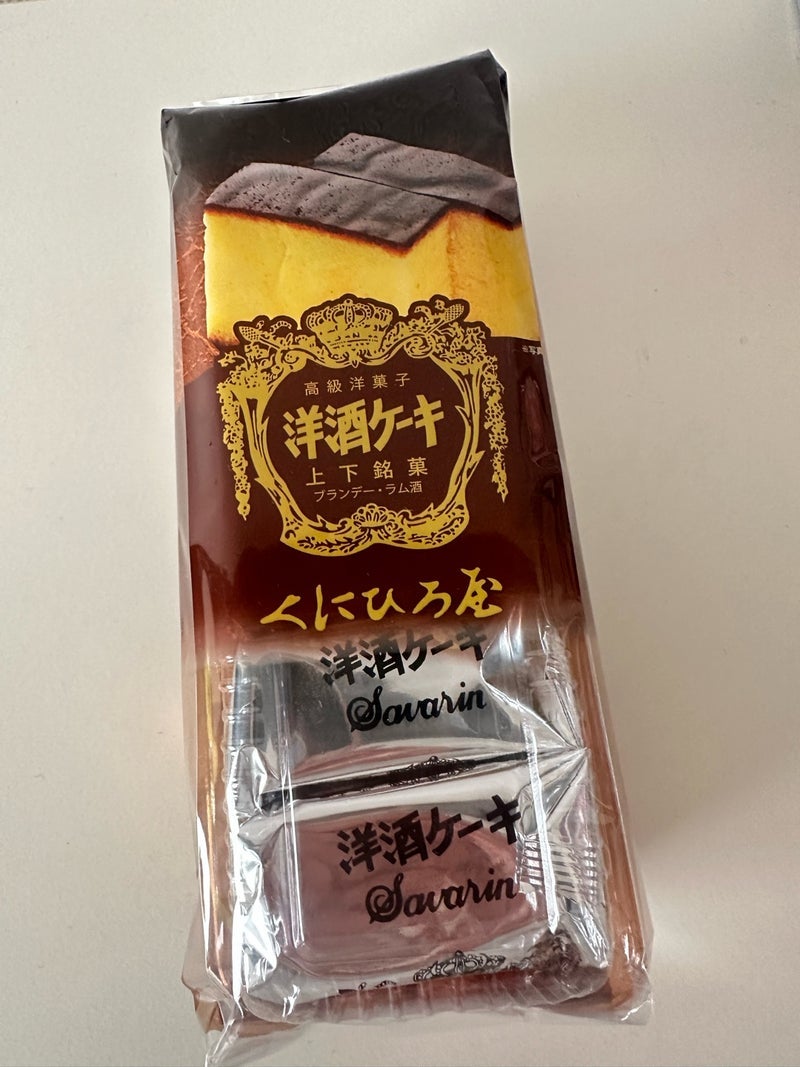 ※写真
高級洋菓子
洋酒ケーキ
上下銘菓
ブランデー・ラム酒
くにひろ屋
洋酒ケーキ
Savarin
洋酒ケーキ
Savarin